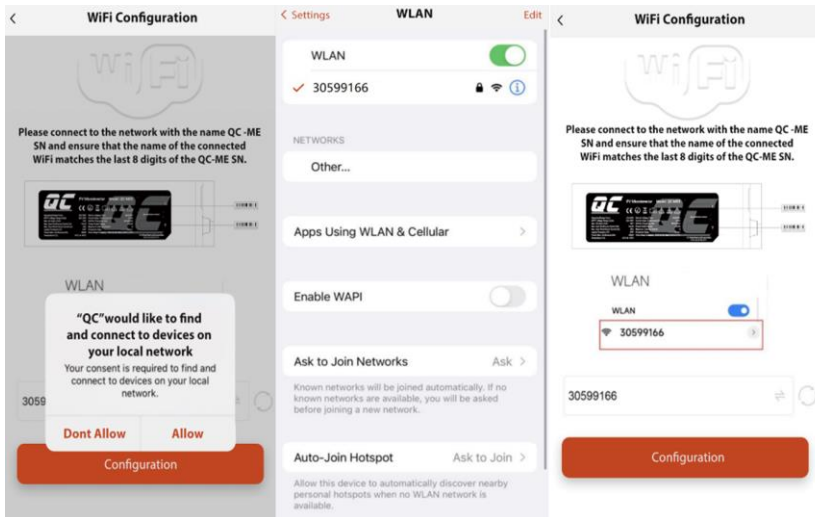 WiFi Configuration
WiFi
Please connect to the network with the name QC -ME
SN and ensure that the name of the connected
WiFi matches the last 8 digits of the QC-ME SN.
QC
WLAN
"QC"would like to find
and connect to devices on
your local network
Your consent is required to find and
connect to devices on your local
network.
3059
Dont Allow
Allow
Configuration
Settings
WLAN
Edit
WLAN
30599166
NETWORKS
Other...
Apps Using WLAN & Cellular
Enable WAPI
Ask to Join Networks
Ask
Known networks will be joined automatically. If no
known networks are available, you will be asked
before joining a new network.
Auto-Join Hotspot
Ask to Join
Allow this device to automatically discover nearby
personal hotspots when no WLAN network is
available.
WiFi Configuration
WiFi
Please connect to the network with the name QC -ME
SN and ensure that the name of the connected
WiFi matches the last 8 digits of the QC-ME SN.
QC
WLAN
WLAN
30599166
30599166
Configuration